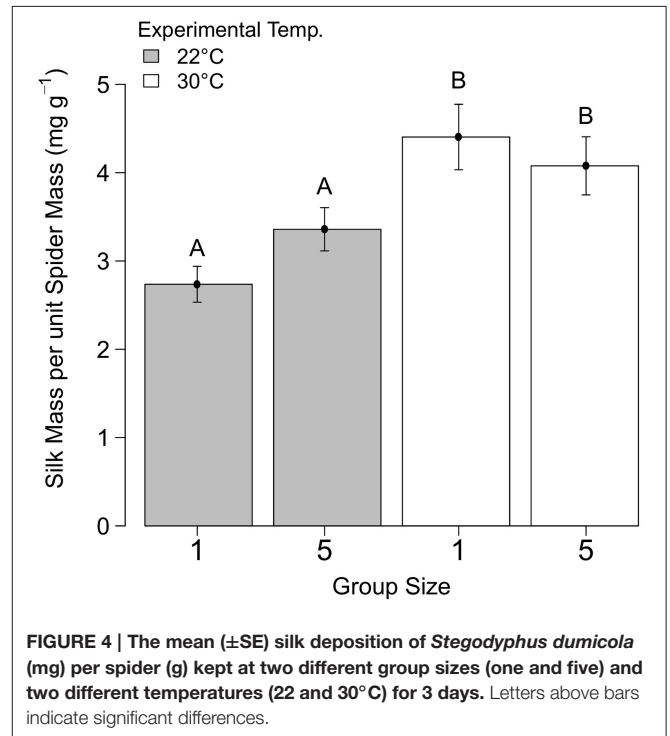 Experimental Temp.
22°C
30°C
Silk Mass per unit Spider Mass (mg g⁻¹)
5
4
3
2
1
0
A
A
B
B
1
5
1
5
Group Size
FIGURE 4 | The mean (±SE) silk deposition of Stegodyphus dumicola
(mg) per spider (g) kept at two different group sizes (one and five) and
two different temperatures (22 and 30°C) for 3 days. Letters above bars
indicate significant differences.